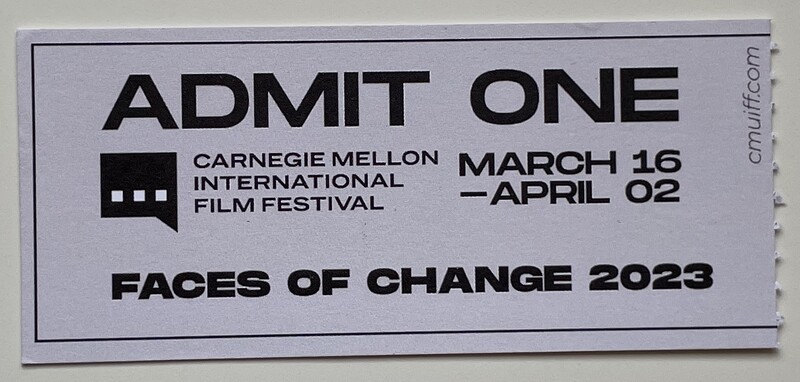 ADMIT ONE
CARNEGIE MELLON
INTERNATIONAL
FILM FESTIVAL
MARCH 16
—APRIL 02
FACES OF CHANGE 2023
cmuiff.com